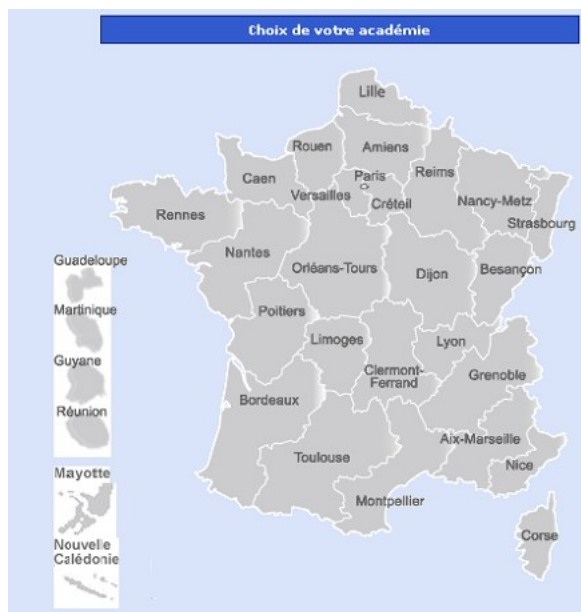 Choix de votre académie
Lille
Rouen
Amiens
Caen
Paris
Reims
Versailles
Créteil
Nancy-Metz
Strasbourg
Rennes
Nantes
Orléans-Tours
Dijon
Besançon
Guadeloupe
Martinique
Poitiers
Guyane
Limoges
Lyon
Clermont-
Ferrand
Grenoble
Réunion
Bordeaux
Aix-Marseille
Toulouse
Nice
Mayotte
Montpellier
Corse
Nouvelle
Calédonie